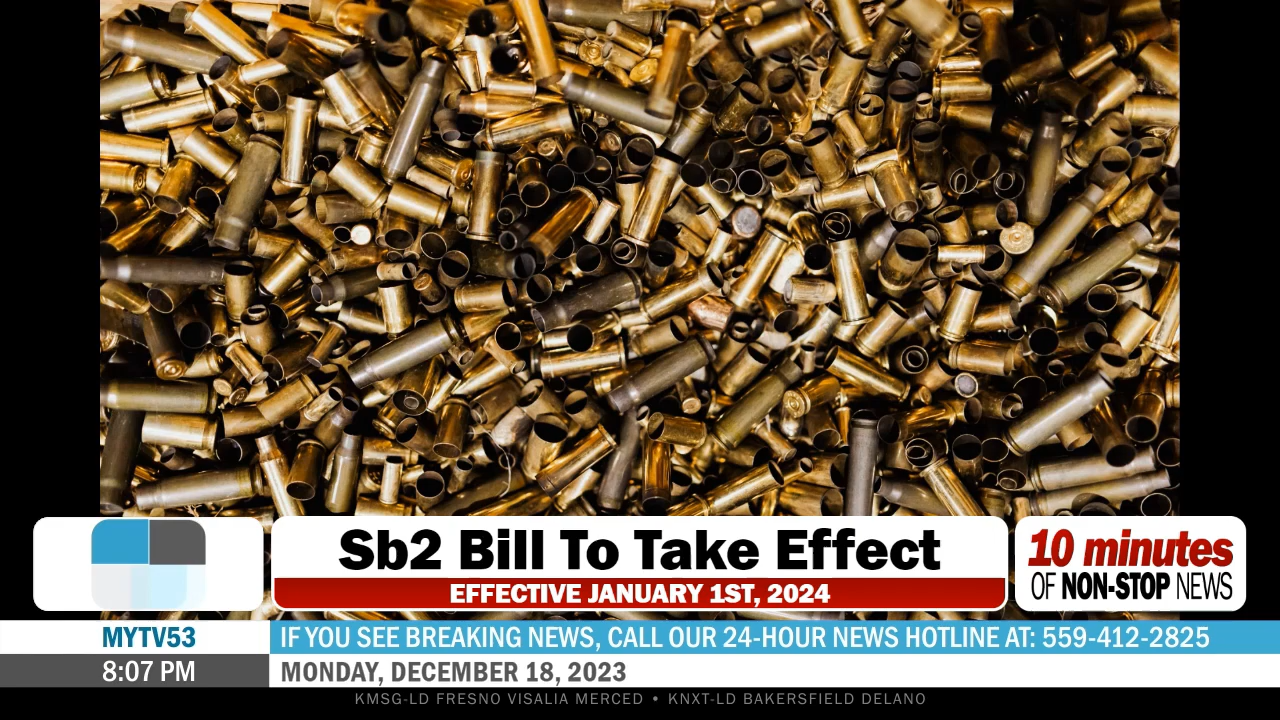 Sb2 Bill To Take Effect
EFFECTIVE JANUARY 1ST, 2024
10 minutes
OF NON-STOP NEWS
MYTV53
IF YOU SEE BREAKING NEWS, CALL OUR 24-HOUR NEWS HOTLINE AT: 559-412-2825
8:07 PM
MONDAY, DECEMBER 18, 2023
KMSG-LD FRESNO VISALIA MERCED • KNXT-LD BAKERSFIELD DELANO